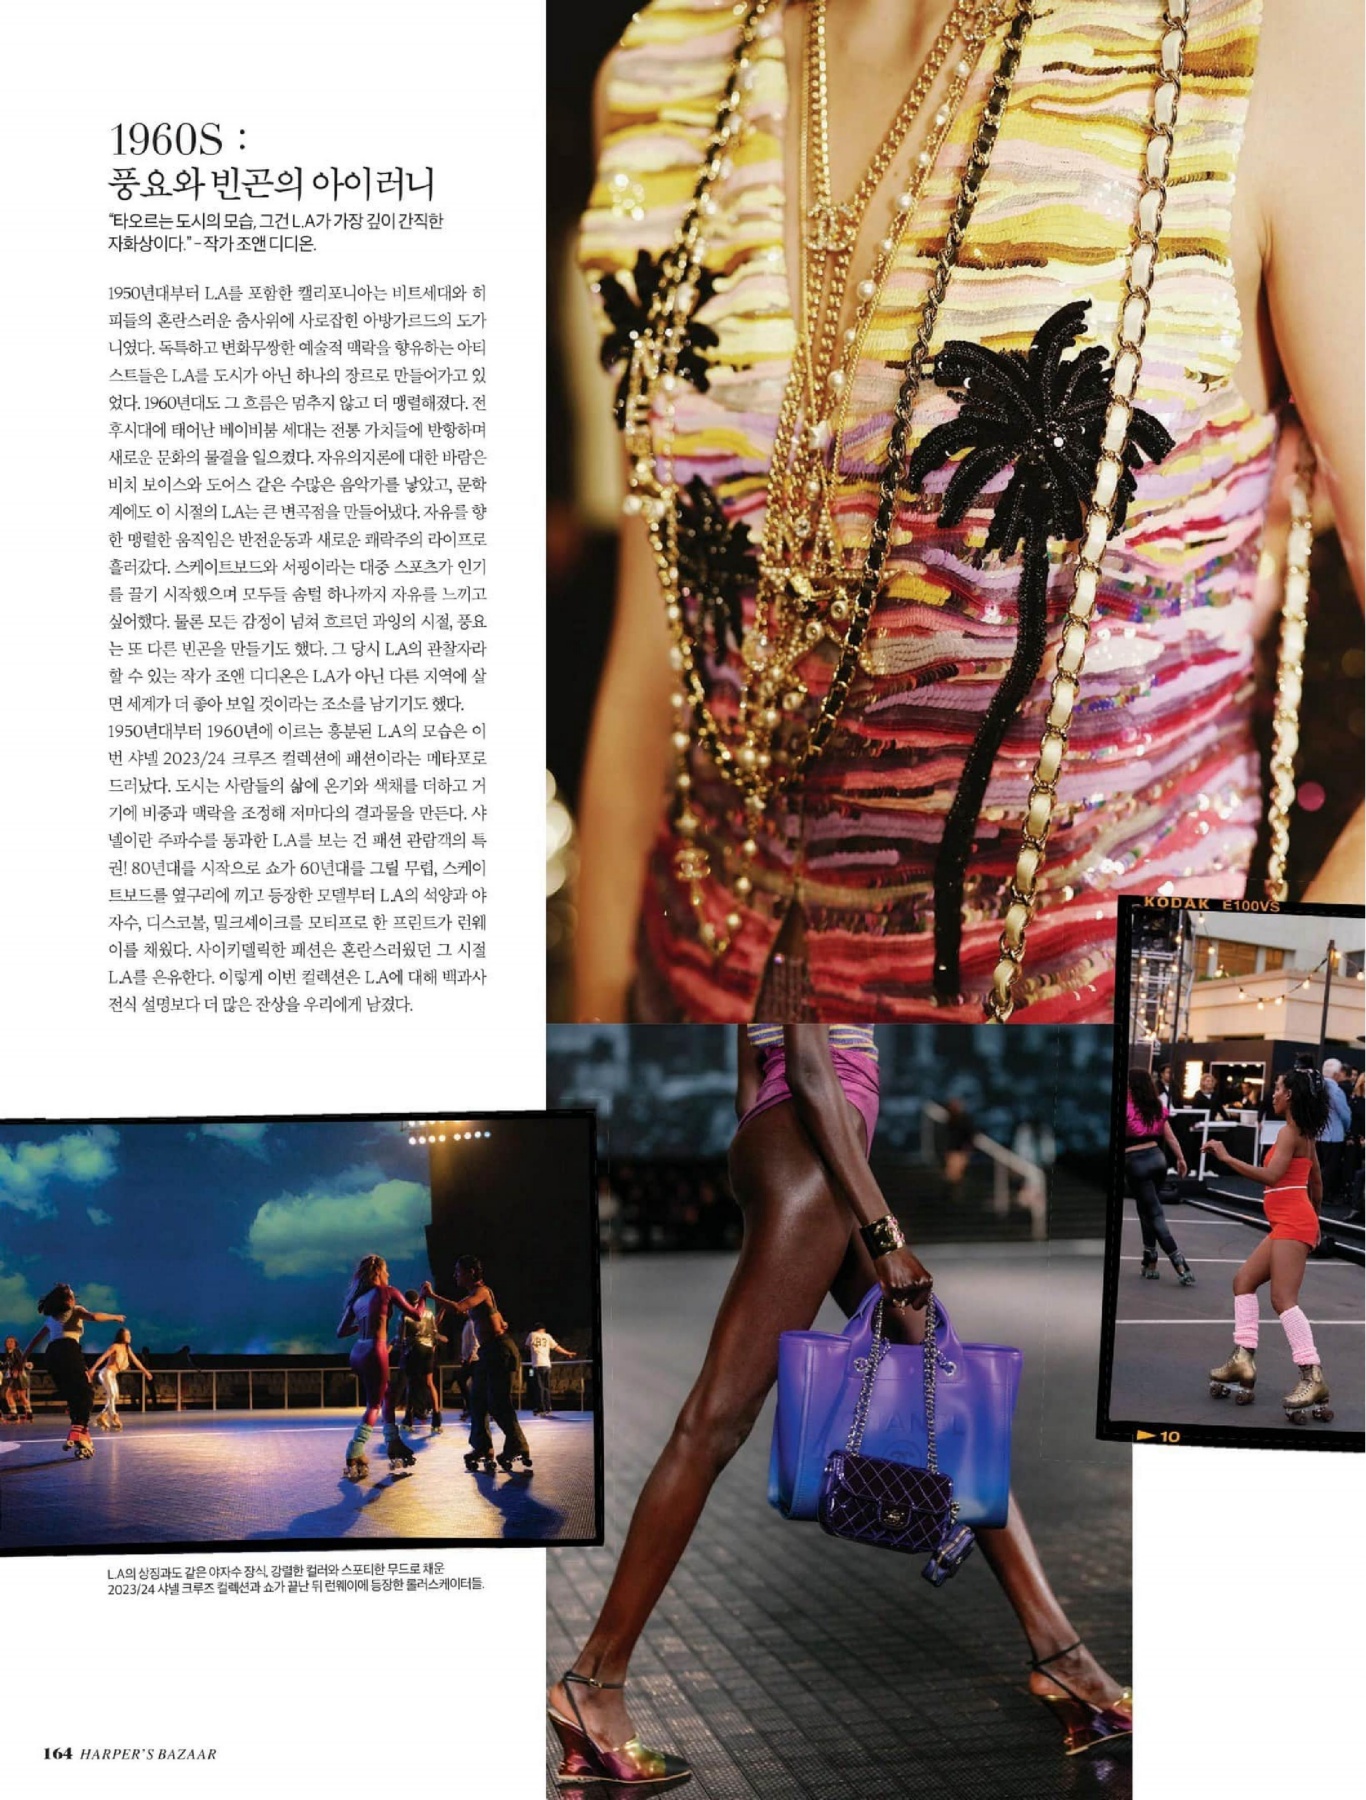 1960S :
풍요와 빈곤의 아이러니
“타오르는 도시의 모습, 그건 L.A가 가장 깊이 간직한
자화상이다.” – 작가 조앤 디디온.
1950년대부터 L.A를 포함한 캘리포니아는 비트세대와 히
피들의 혼란스러운 춤사위에 사로잡힌 아방가르드의 도가
니였다. 독특하고 변화무쌍한 예술적 맥락을 향유하는 아티
스트들은 L.A를 도시가 아닌 하나의 장르로 만들어가고 있
었다. 1960년대도 그 흐름은 멈추지 않고 더 맹렬해졌다. 전
후시대에 태어난 베이비붐 세대는 전통 가치들에 반항하며
새로운 문화의 물결을 일으켰다. 자유의지론에 대한 바람은
비치 보이스와 도어스 같은 수많은 음악가를 낳았고, 문학
계에도 이 시절의 L.A는 큰 변곡점을 만들어냈다. 자유를 향
한 맹렬한 움직임은 반전운동과 새로운 쾌락주의 라이프로
흘러갔다. 스케이트보드와 서핑이라는 대중 스포츠가 인기
를 끌기 시작했으며 모두들 솜털 하나까지 자유를 느끼고
싶어했다. 물론 모든 감정이 넘쳐 흐르던 과잉의 시절, 풍요
는 또 다른 빈곤을 만들기도 했다. 그 당시 L.A의 관찰자라
할 수 있는 작가 조앤 디디온은 L.A가 아닌 다른 지역에 살
면 세계가 더 좋아 보일 것이라는 조소를 남기기도 했다.
1950년대부터 1960년에 이르는 흥분된 L.A의 모습은 이
번 샤넬 2023/24 크루즈 컬렉션에 패션이라는 메타포로
드러났다. 도시는 사람들의 삶에 온기와 색채를 더하고 거
기에 비중과 맥락을 조정해 저마다의 결과물을 만든다. 샤
넬이란 주파수를 통과한 L.A를 보는 건 패션 관람객의 특
권! 80년대를 시작으로 쇼가 60년대를 그릴 무렵, 스케이
트보드를 옆구리에 끼고 등장한 모델부터 L.A의 석양과 야
자수, 디스코볼, 밀크셰이크를 모티프로 한 프린트가 런웨
이를 채웠다. 사이키델릭한 패션은 혼란스러웠던 그 시절
L.A를 은유한다. 이렇게 이번 컬렉션은 L.A에 대해 백과사
전식 설명보다 더 많은 잔상을 우리에게 남겼다.
KODAK E100VS
10
L.A의 상징과도 같은 야자수 장식, 강렬한 컬러와 스포티한 무드로 채운
2023/24 샤넬 크루즈 컬렉션과 쇼가 끝난 뒤 런웨이에 등장한 롤러스케이터들.
164 HARPER'S BAZAAR